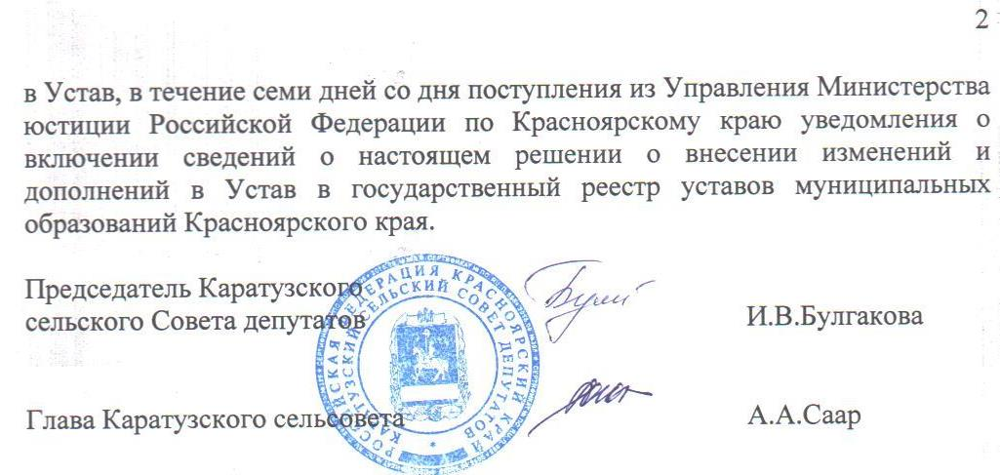 2
в Устав, в течение семи дней со дня поступления из Управления Министерства
юстиции Российской Федерации по Красноярскому краю уведомления о
включении сведений о настоящем решении о внесении изменений и
дополнений в Устав в государственный реестр уставов муниципальных
образований Красноярского края.
Председатель Каратузского
сельского Совета депутатов И.В.Булгакова
РОССИЙСКАЯ ФЕДЕРАЦИЯ КРАСНОЯРСКИЙ КРАЙ
КАРАТУЗСКИЙ СЕЛЬСКИЙ СОВЕТ ДЕПУТАТОВ
Глава Каратузского сельсовета А.А.Саар